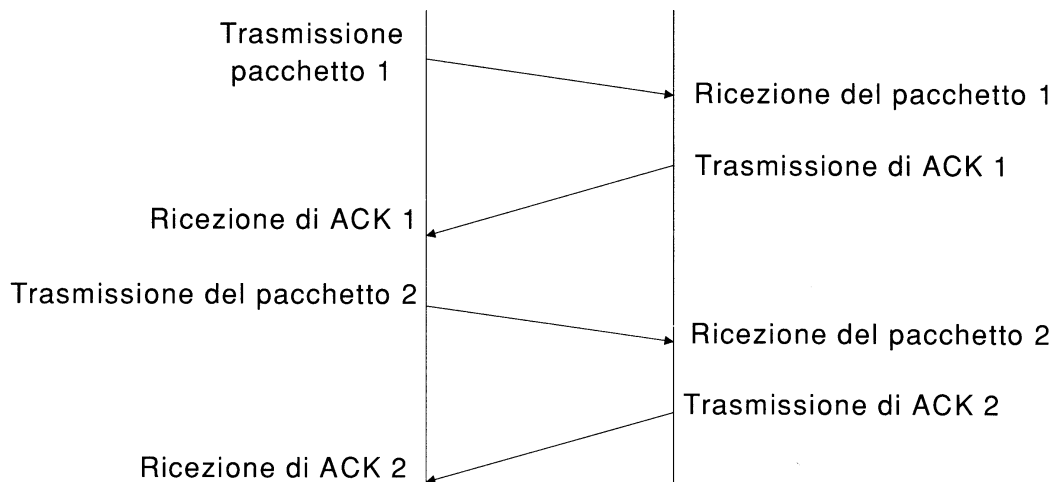 Trasmissione
pacchetto 1
Ricezione del pacchetto 1
Trasmissione di ACK 1
Ricezione di ACK 1
Trasmissione del pacchetto 2
Ricezione del pacchetto 2
Trasmissione di ACK 2
Ricezione di ACK 2